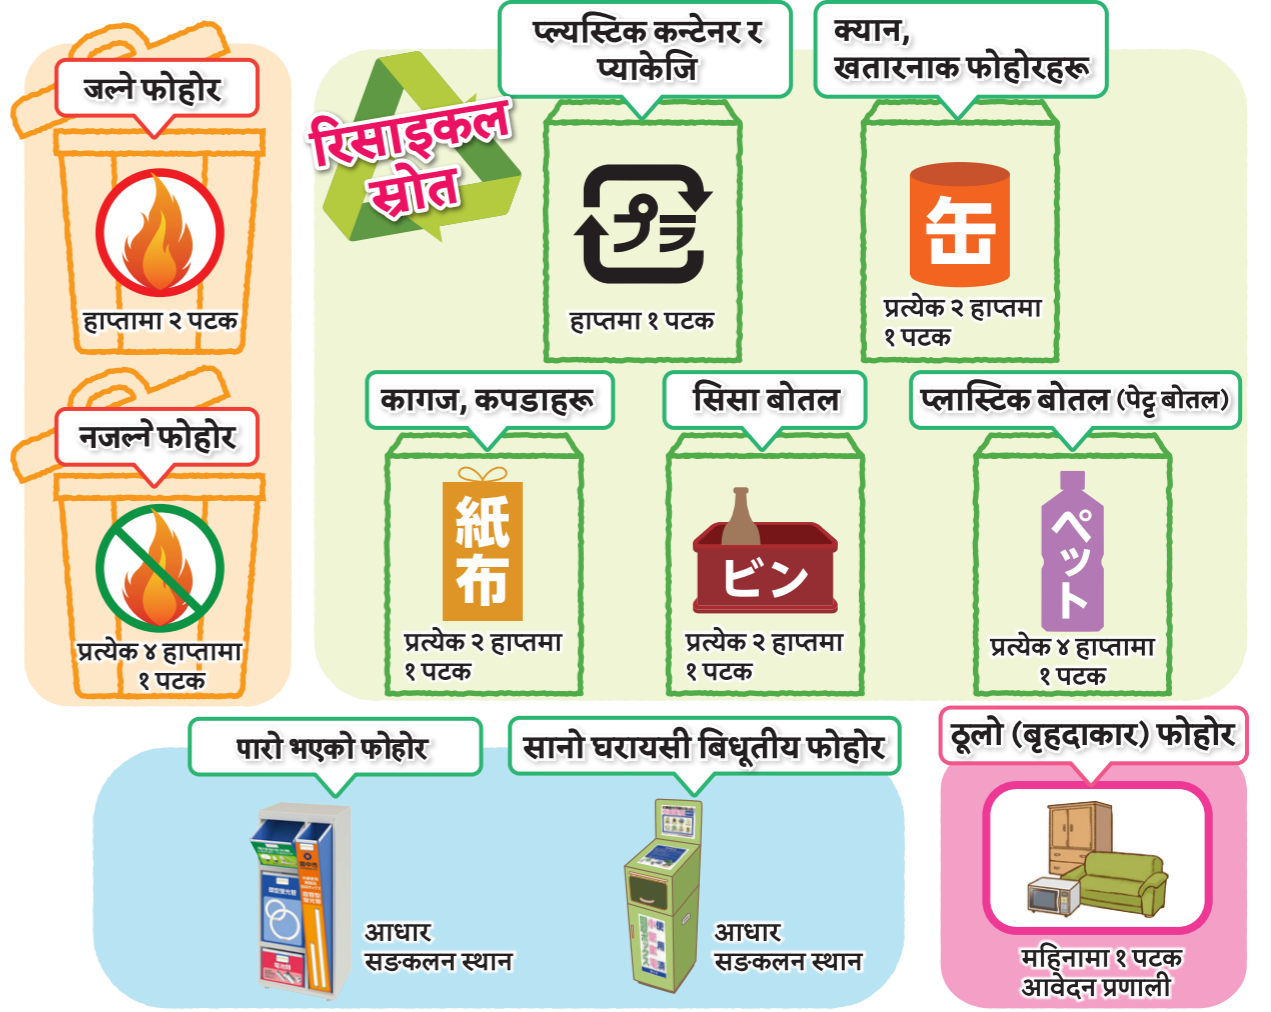 जल्ने फोहोर
हाप्तामा २ पटक
नजल्ने फोहोर
प्रत्येक ४ हाप्तामा
१ पटक
रिसाइकल
स्रोत
प्ल्यस्टिक कन्टेनर र
प्याकेजि
プラ
हाप्तमा १ पटक
क्यान,
खतारनाक फोहोरहरू
缶
प्रत्येक २ हाप्तमा
१ पटक
कागज, कपडाहरू
紙
布
प्रत्येक २ हाप्तमा
१ पटक
सिसा बोतल
ビン
प्रत्येक २ हाप्तमा
१ पटक
प्लास्टिक बोतल (पेट्ट बोतल)
ペット
प्रत्येक ४ हाप्तामा
१ पटक
पारो भएको फोहोर
आधार
सङकलन स्थान
सानो घरायसी बिधूतीय फोहोर
आधार
सङकलन स्थान
ठूलो (बृहदाकार) फोहोर
महिनामा १ पटक
आवेदन प्रणाली